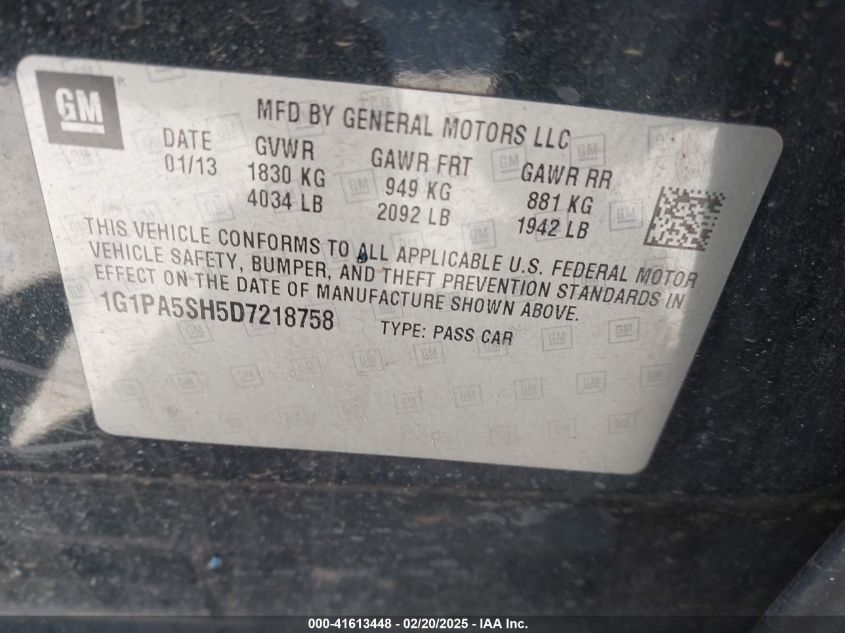 GM
MFD BY GENERAL MOTORS LLC
DATE GVWR GAWR FRT GAWR RR
01/13 1830 KG 949 KG 881 KG
4034 LB 2092 LB 1942 LB
THIS VEHICLE CONFORMS TO ALL APPLICABLE U.S. FEDERAL MOTOR
VEHICLE SAFETY, BUMPER, AND THEFT PREVENTION STANDARDS IN
EFFECT ON THE DATE OF MANUFACTURE SHOWN ABOVE.
1G1PA5SH5D7218758 TYPE: PASS CAR
000-41613448 - 02/20/2025 - IAA Inc.